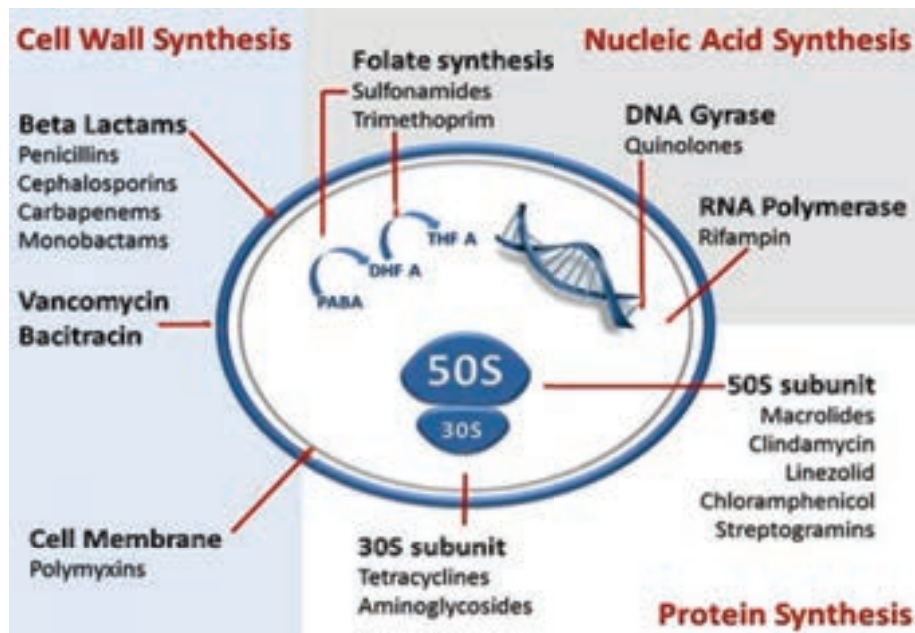 Cell Wall Synthesis
Nucleic Acid Synthesis
Folate synthesis
Sulfonamides
Trimethoprim
Beta Lactams
Penicillins
Cephalosporins
Carbapenems
Monobactams
DNA Gyrase
Quinolones
RNA Polymerase
Rifampin
THF A
DHF A
PABA
Vancomycin
Bacitracin
50S
30S
50S subunit
Macrolides
Clindamycin
Linezolid
Chloramphenicol
Streptogramins
Cell Membrane
Polymyxins
30S subunit
Tetracyclines
Aminoglycosides
Protein Synthesis